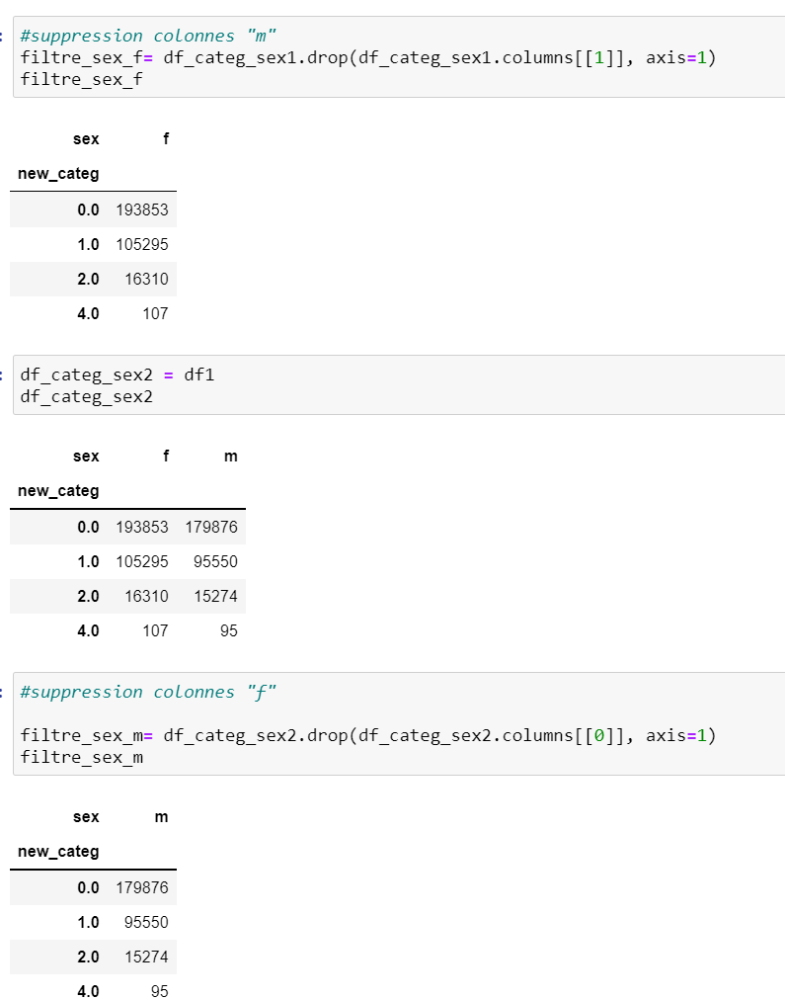 :
#suppression colonnes "m"
filtre_sex_f= df_categ_sex1.drop(df_categ_sex1.columns[[1]], axis=1)
filtre_sex_f
sex f
new_categ
0.0 193853
1.0 105295
2.0 16310
4.0 107
:
df_categ_sex2 = df1
df_categ_sex2
sex f m
new_categ
0.0 193853 179876
1.0 105295 95550
2.0 16310 15274
4.0 107 95
:
#suppression colonnes "f"
filtre_sex_m= df_categ_sex2.drop(df_categ_sex2.columns[[0]], axis=1)
filtre_sex_m
sex m
new_categ
0.0 179876
1.0 95550
2.0 15274
4.0 95